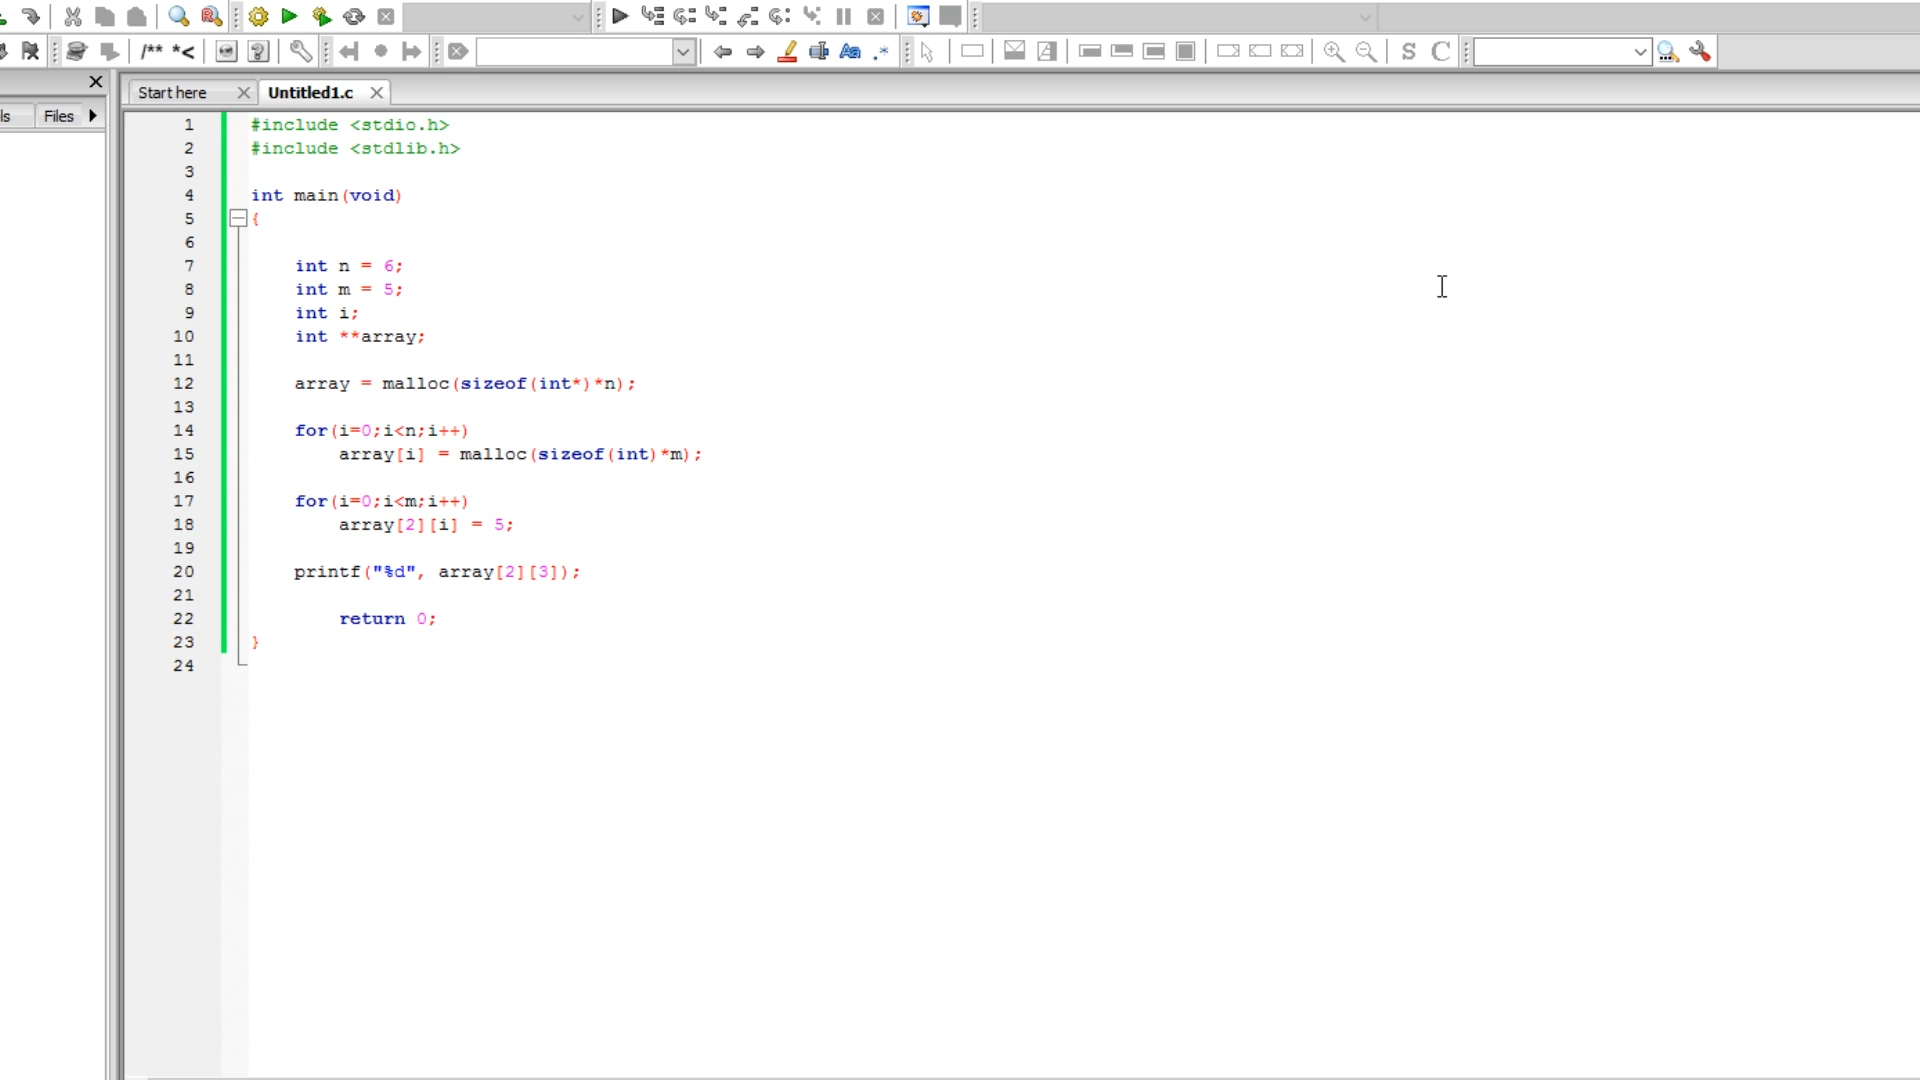 /** *<
Aa .* S C
Start here Untitled1.c
ls Files
1 #include <stdio.h>
2 #include <stdlib.h>
3
4 int main(void)
5 {
6
7 int n = 6;
8 int m = 5;
9 int i;
10 int **array;
11
12 array = malloc(sizeof(int*)*n);
13
14 for(i=0;i<n;i++)
15 array[i] = malloc(sizeof(int)*m);
16
17 for(i=0;i<m;i++)
18 array[2][i] = 5;
19
20 printf("%d", array[2][3]);
21
22 return 0;
23 }
24